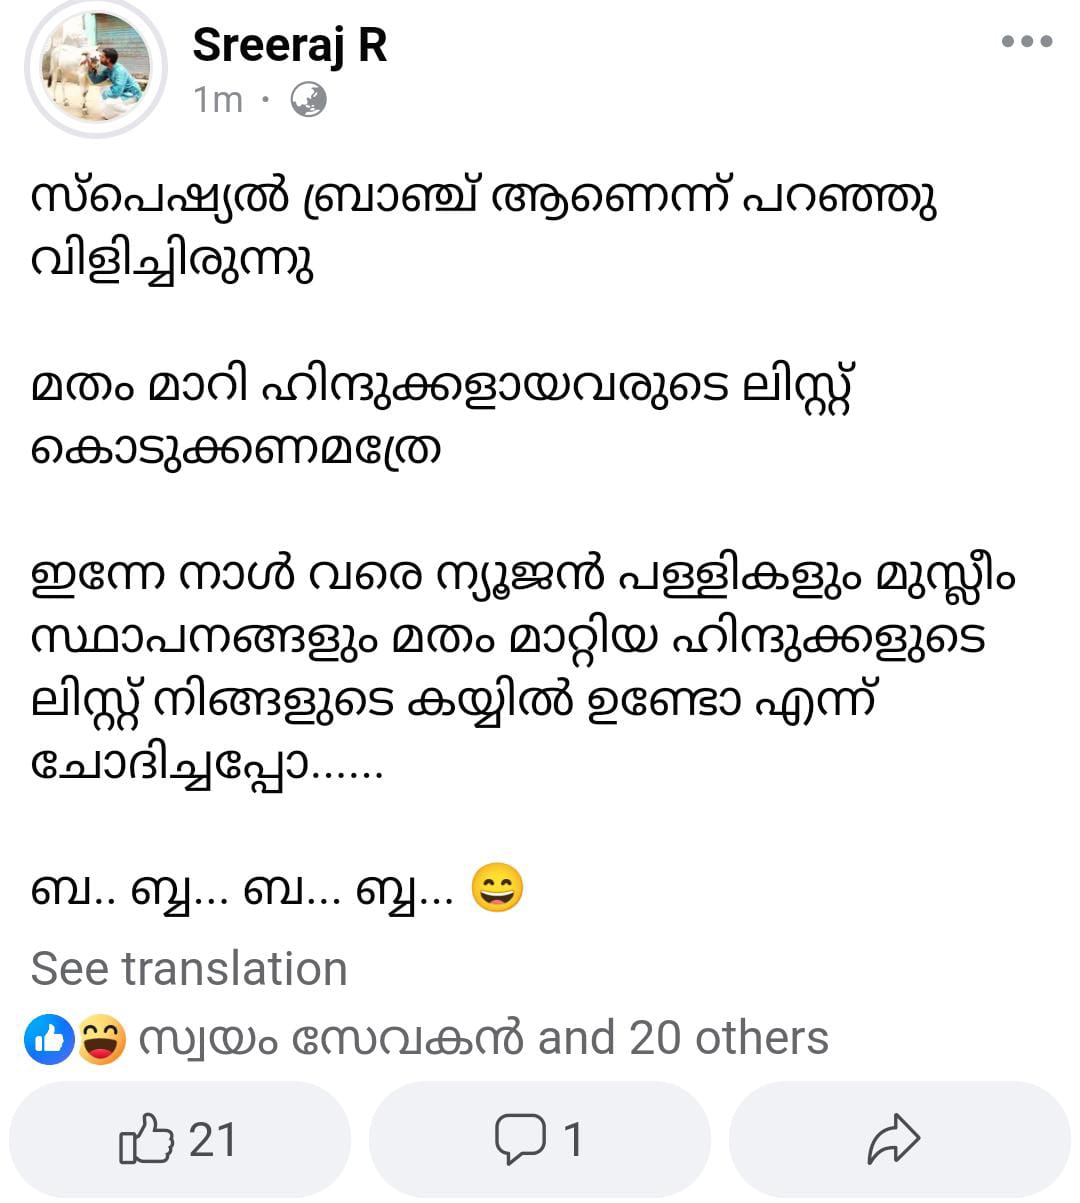 Sreeraj R
1m ·
സ്പെഷ്യൽ ബ്രാഞ്ച് ആണെന്ന് പറഞ്ഞു
വിളിച്ചിരുന്നു
മതം മാറി ഹിന്ദുക്കളായവരുടെ ലിസ്റ്റ്
കൊടുക്കണമത്രേ
ഇന്നേ നാൾ വരെ ന്യൂജൻ പള്ളികളും മുസ്ലീം
സ്ഥാപനങ്ങളും മതം മാറ്റിയ ഹിന്ദുക്കളുടെ
ലിസ്റ്റ് നിങ്ങളുടെ കയ്യിൽ ഉണ്ടോ എന്ന്
ചോദിച്ചപ്പോ......
ബ.. ബ്ബ... ബ... ബ്ബ... 😄
See translation
സ്വയം സേവകൻ and 20 others
21 1